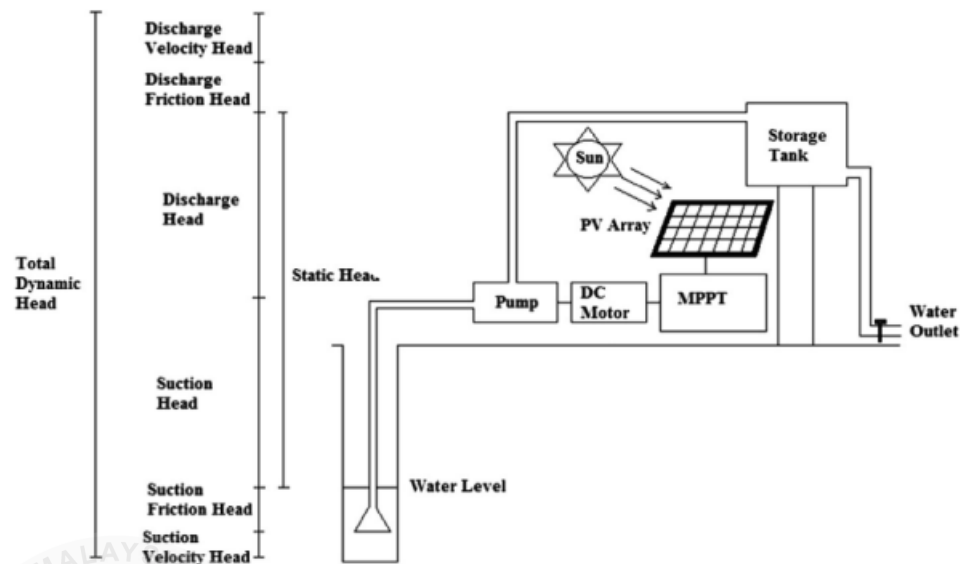 Discharge
Velocity Head
Discharge
Friction Head
Discharge
Head
Total
Dynamic
Head
Static Head
Suction
Head
Suction
Friction Head
Suction
Velocity Head
Sun
PV Array
Storage
Tank
Pump
DC
Motor
MPPT
Water
Outlet
Water Level
MALAY